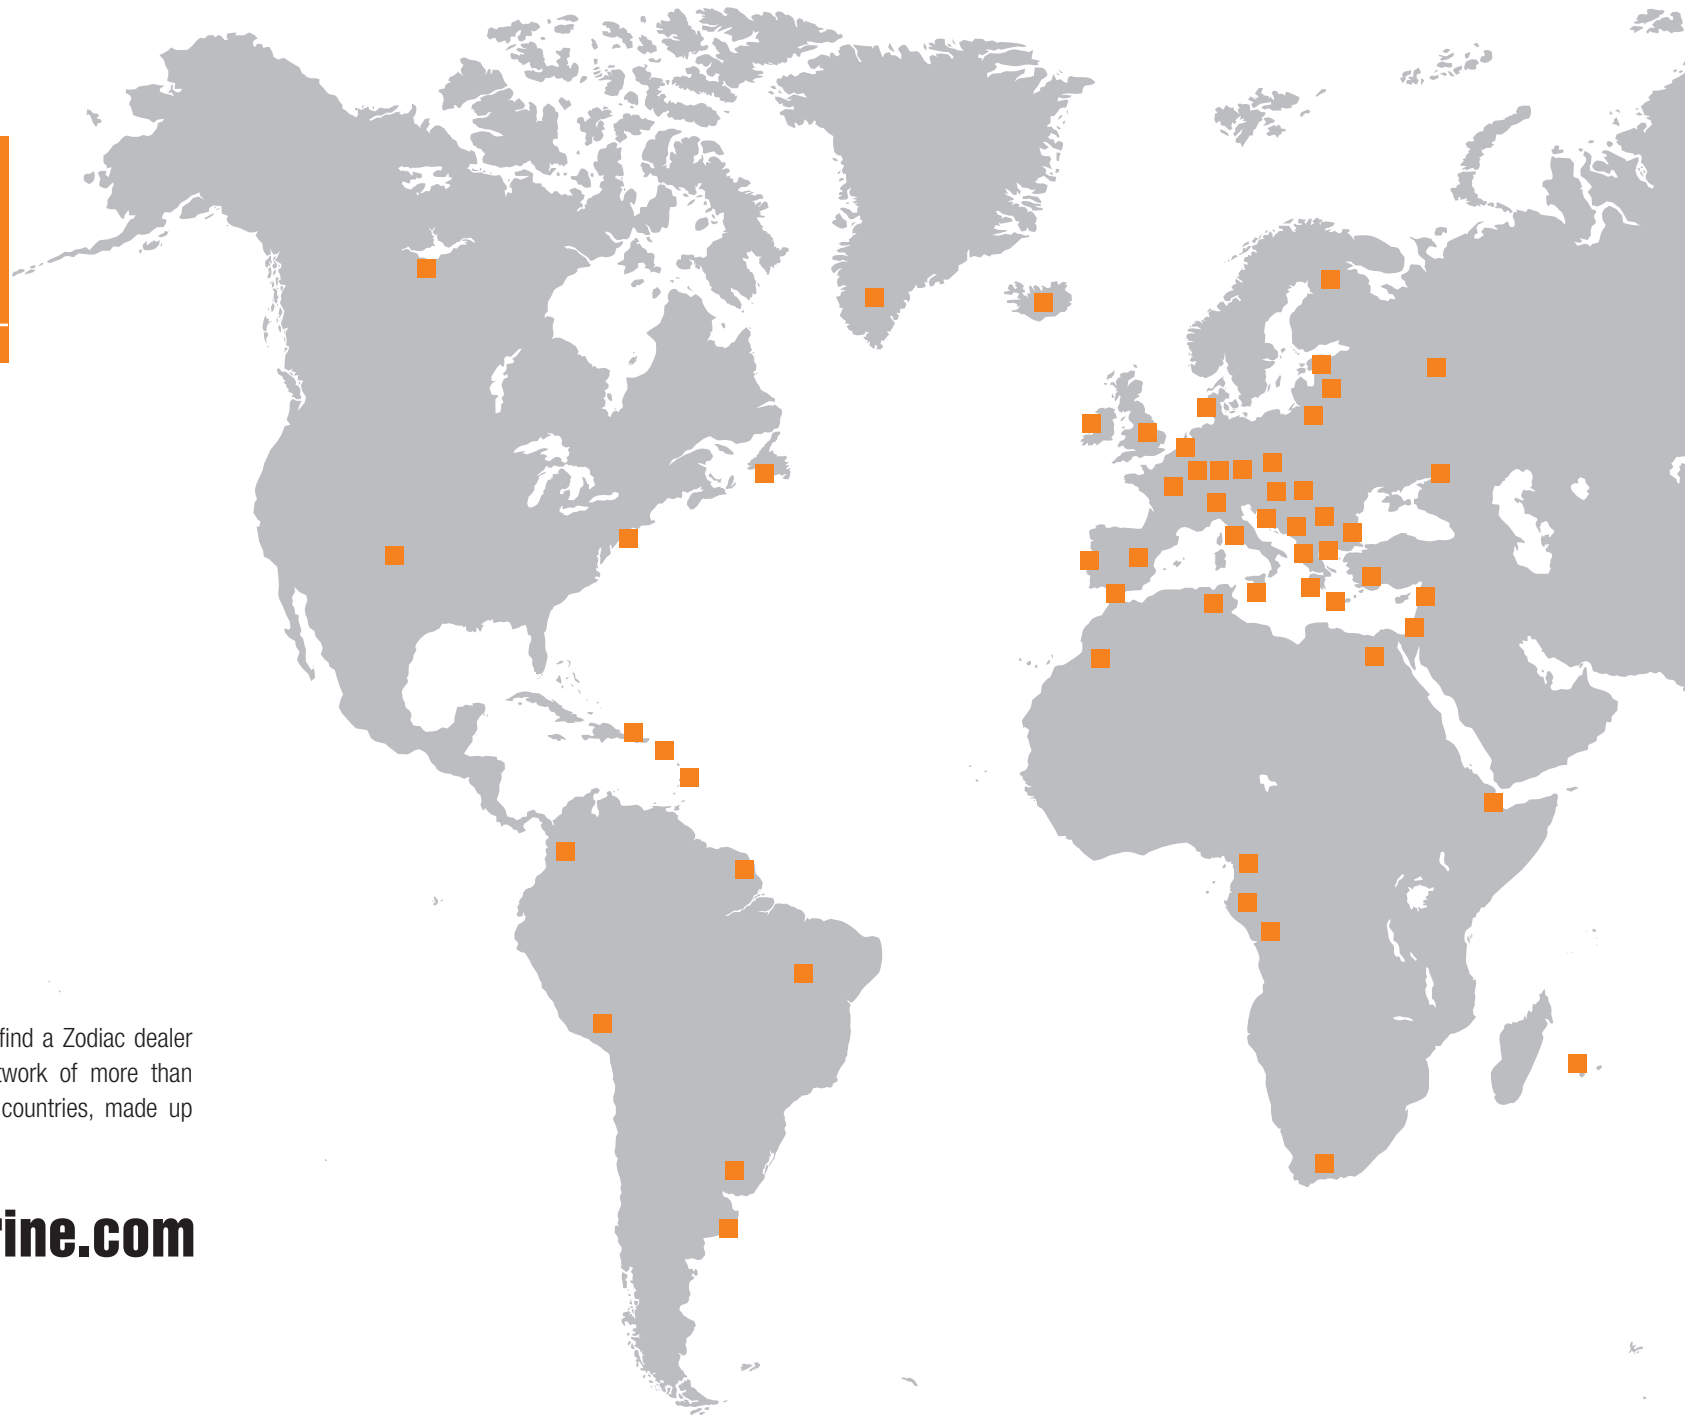 find a Zodiac dealer
twork of more than
countries, made up
rine.com